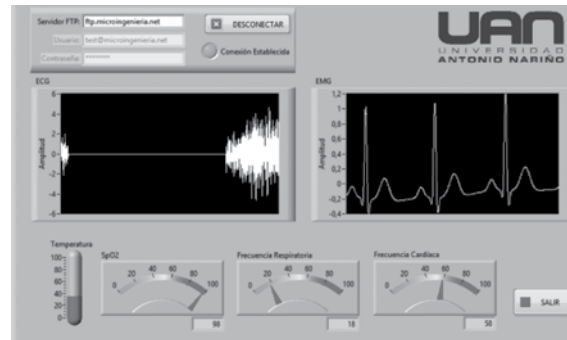 Servidor FTP: ftp.microingenieria.net
DESCONECTAR
Usuario: test@microingenieria.net
Conexión Establecida
Contraseña: ********
UAN
UNIVERSIDAD
ANTONIO NARIÑO
ECG
EMG
Amplitud
6
4
2
0
-2
-4
-6
Amplitud
1,2
1
0,8
0,6
0,4
0,2
0
-0,2
-0,4
Temperatura
100
80
60
40
20
0
SpO2
0 20 40 60 80 100
98
Frecuencia Respiratoria
0 20 40 60 80 100
18
Frecuencia Cardiaca
0 20 40 60 80 100
58
SALIR